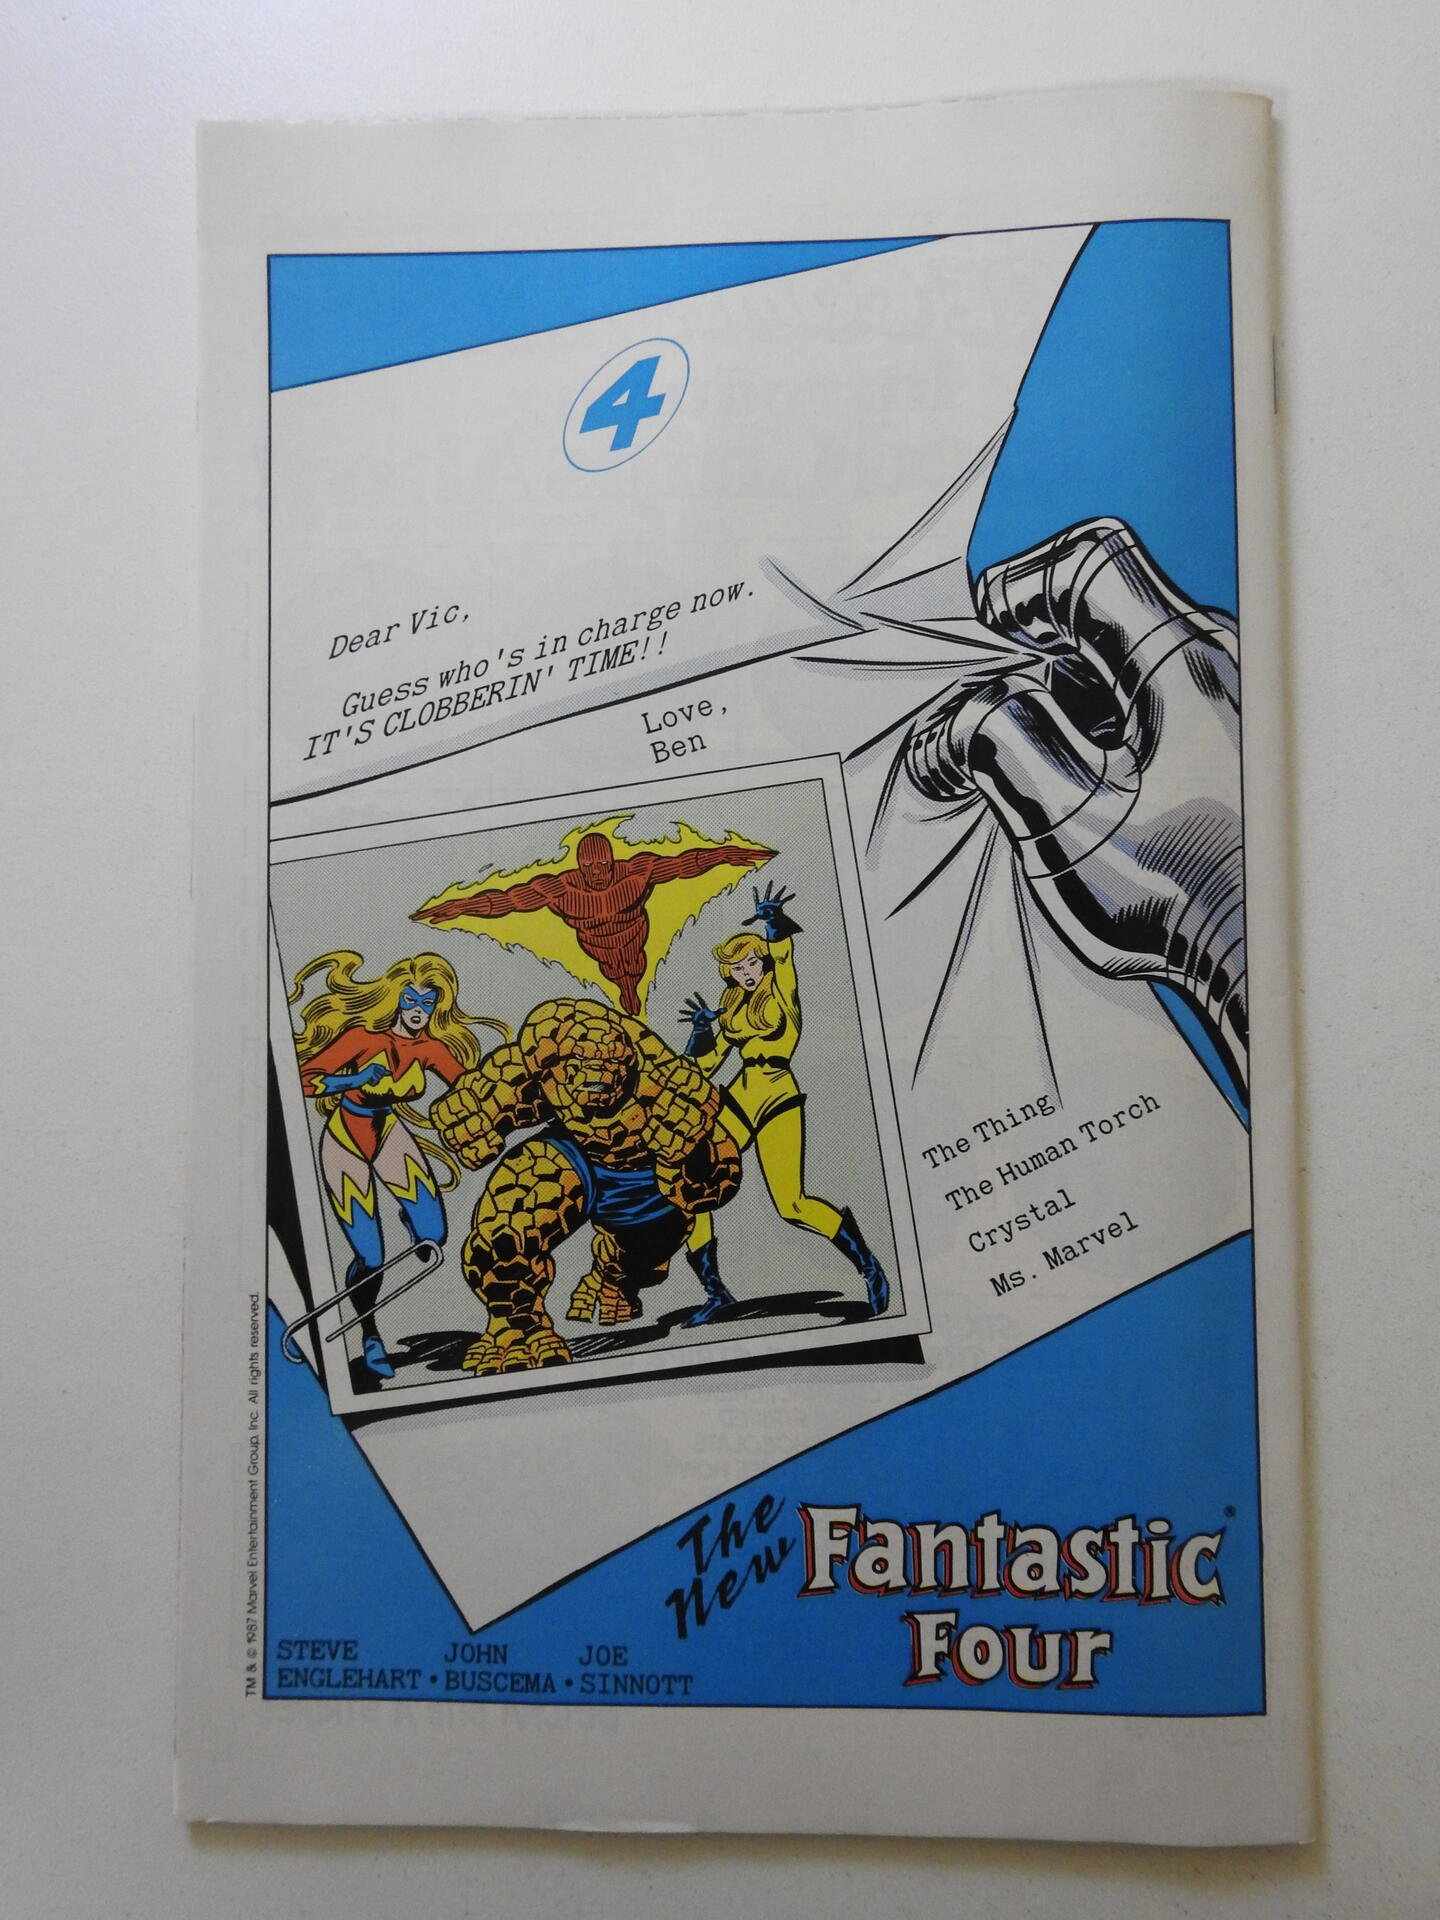 4
Dear Vic,
Guess who's in charge now.
IT'S CLOBBERIN' TIME!!
Love,
Ben
The Thing
The Human Torch
Crystal
Ms. Marvel
The
New
Fantastic
Four
STEVE JOHN JOE
ENGLEHART • BUSCEMA • SINNOTT
TM & © 1987 Marvel Entertainment Group, Inc. All rights reserved.